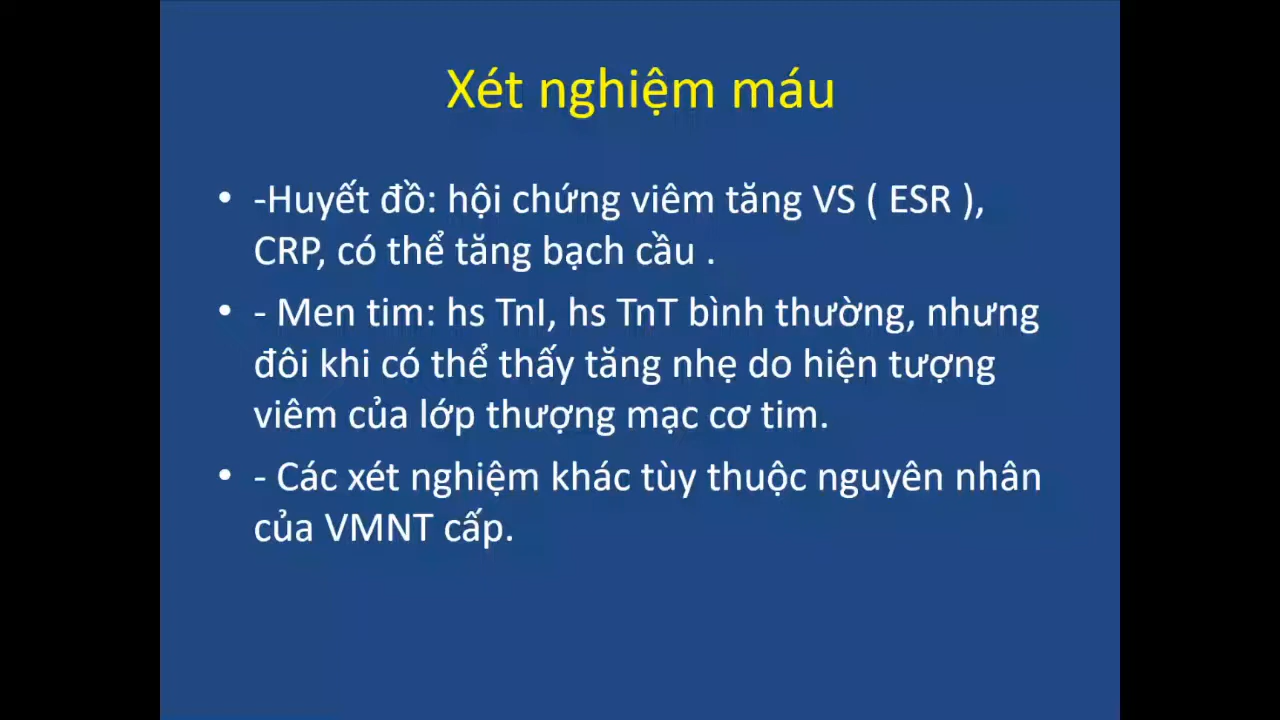 Xét nghiệm máu
• -Huyết đồ: hội chứng viêm tăng VS ( ESR ),
CRP, có thể tăng bạch cầu .
• - Men tim: hs TnI, hs TnT bình thường, nhưng
đôi khi có thể thấy tăng nhẹ do hiện tượng
viêm của lớp thượng mạc cơ tim.
• - Các xét nghiệm khác tùy thuộc nguyên nhân
của VMNT cấp.